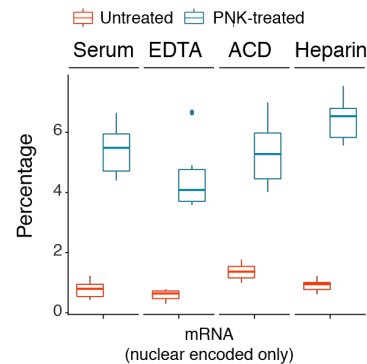 Untreated PNK-treated
Serum EDTA ACD Heparin
Percentage
6
4
2
0
mRNA
(nuclear encoded only)